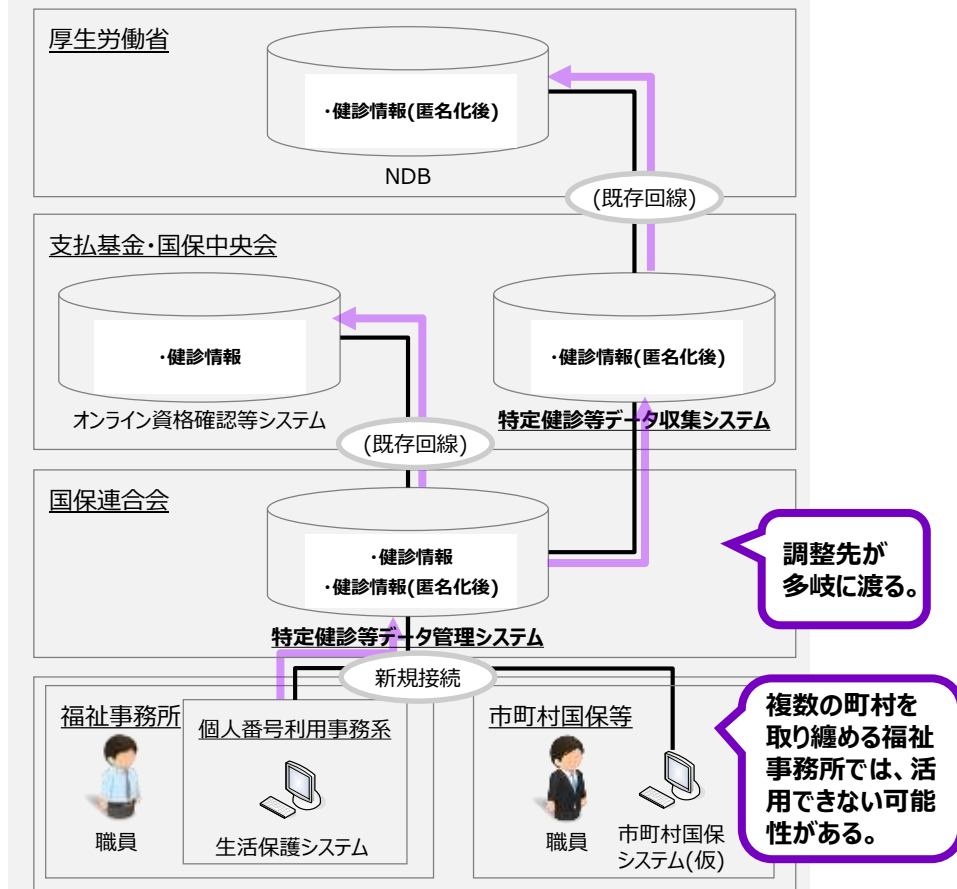 厚生労働省
・健診情報(匿名化後)
NDB
(既存回線)
支払基金・国保中央会
・健診情報
オンライン資格確認等システム
・健診情報(匿名化後)
特定健診等データ収集システム
(既存回線)
国保連合会
・健診情報
・健診情報(匿名化後)
特定健診等データ管理システム
調整先が
多岐に渡る。
新規接続
福祉事務所
職員
個人番号利用事務系
生活保護システム
市町村国保等
職員
市町村国保
システム(仮)
複数の町村を
取り纏める福祉
事務所では、活
用できない可能
性がある。